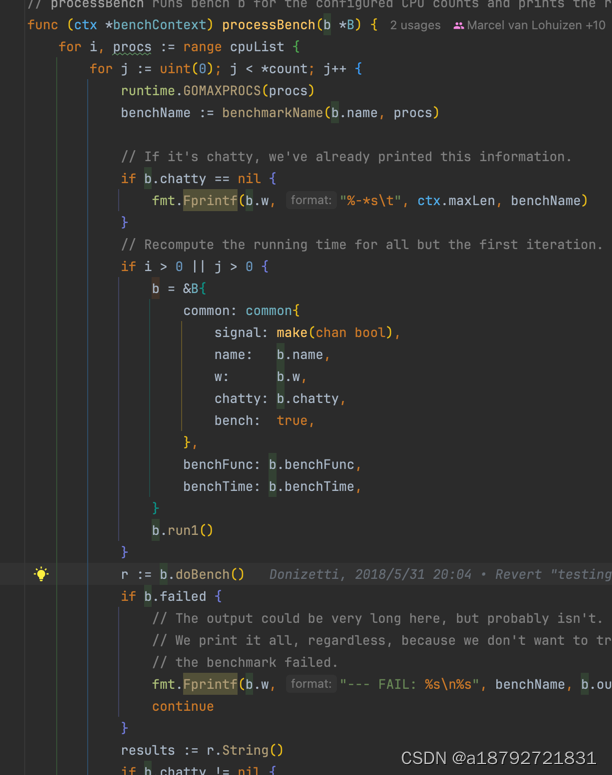 // processBench runs bench b for the configured CPU counts and prints the r
func (ctx *benchContext) processBench(b *B) {  2 usages  Marcel van Lohuizen +10
for i, procs := range cpuList {
for j := uint(0); j < *count; j++ {
runtime.GOMAXPROCS(procs)
benchName := benchmarkName(b.name, procs)
// If it's chatty, we've already printed this information.
if b.chatty == nil {
fmt.Fprintf(b.w, format: "%-*s\t", ctx.maxLen, benchName)
}
// Recompute the running time for all but the first iteration.
if i > 0 || j > 0 {
b = &B{
common: common{
signal: make(chan bool),
name: b.name,
w: b.w,
chatty: b.chatty,
bench: true,
},
benchFunc: b.benchFunc,
benchTime: b.benchTime,
}
b.run1()
}
r := b.doBench()  Donizetti, 2018/5/31 20:04 • Revert "testing
if b.failed {
// The output could be very long here, but probably isn't.
// We print it all, regardless, because we don't want to tr
// the benchmark failed.
fmt.Fprintf(b.w, format: "--- FAIL: %s\n%s", benchName, b.ou
continue
}
results := r.String()
if b.chatty != nil {
CSDN @a18792721831